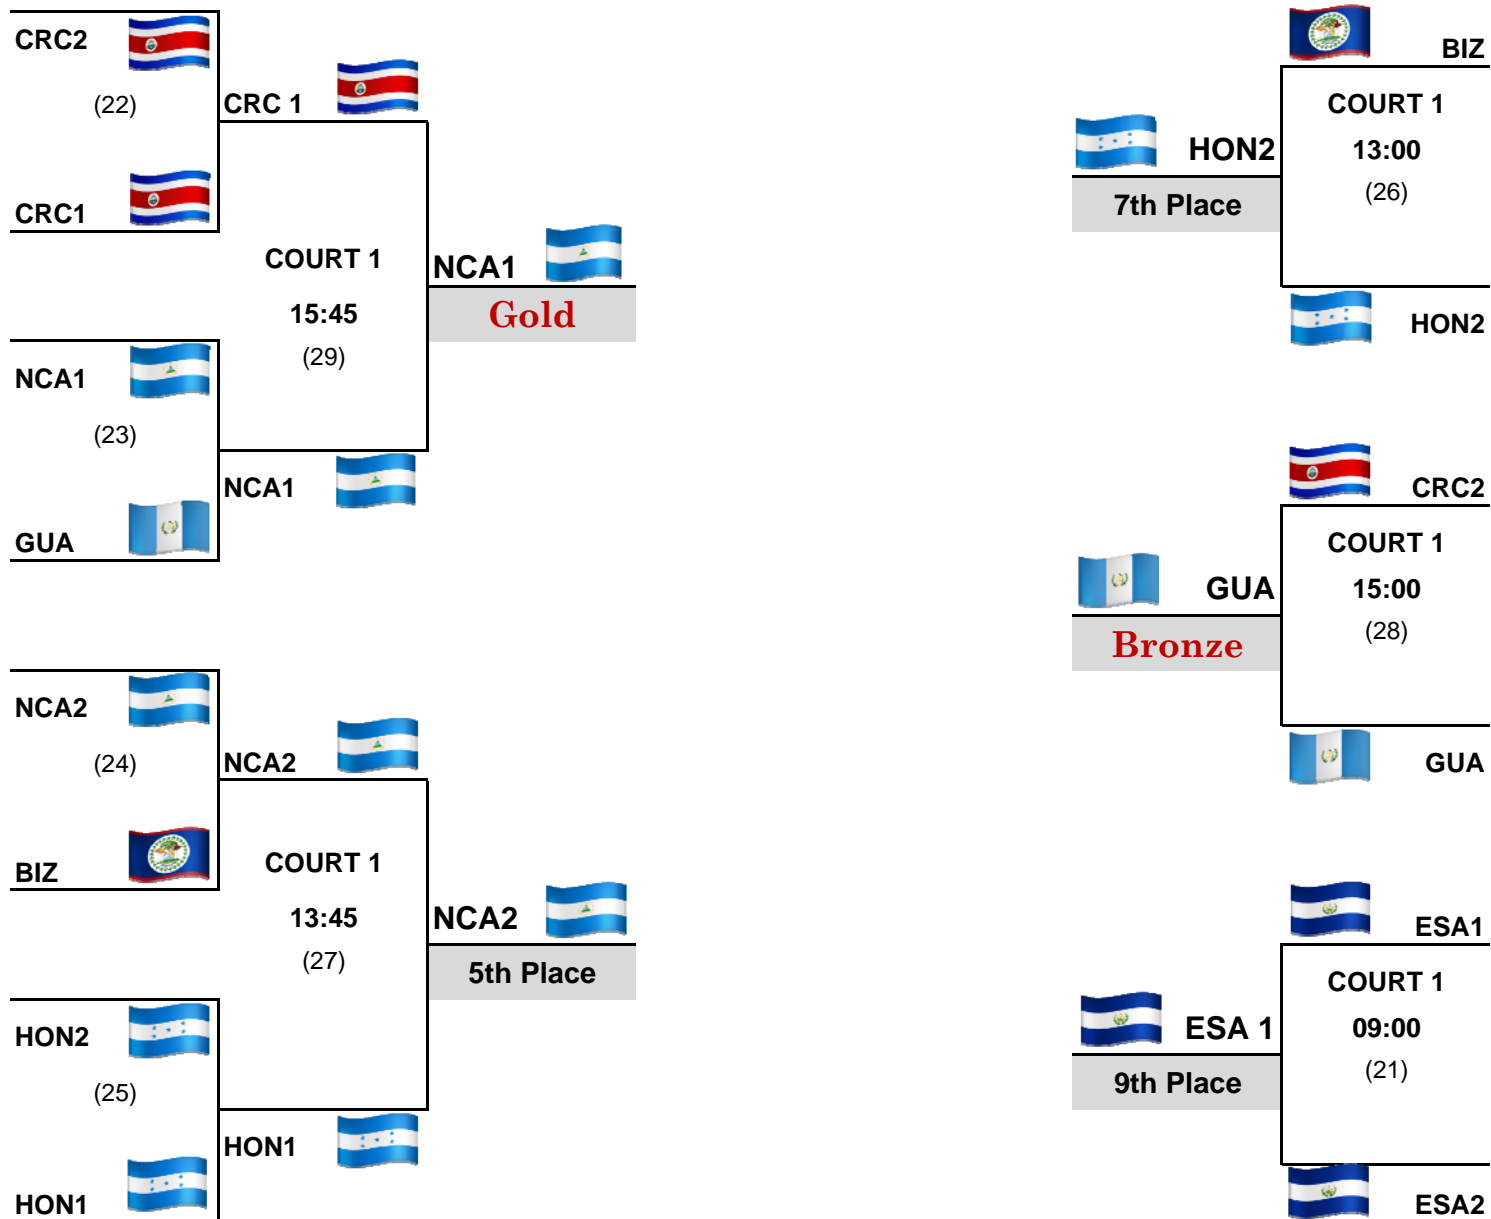 CRC2
(22)
CRC 1
CRC1
COURT 1
15:45
(29)
NCA1
Gold
NCA1
(23)
NCA1
GUA
NCA2
(24)
NCA2
BIZ
COURT 1
13:45
(27)
NCA2
5th Place
HON2
(25)
HON1
HON1
BIZ
COURT 1
13:00
(26)
HON2
7th Place
HON2
CRC2
COURT 1
15:00
(28)
GUA
Bronze
GUA
ESA1
COURT 1
09:00
(21)
ESA 1
9th Place
ESA2